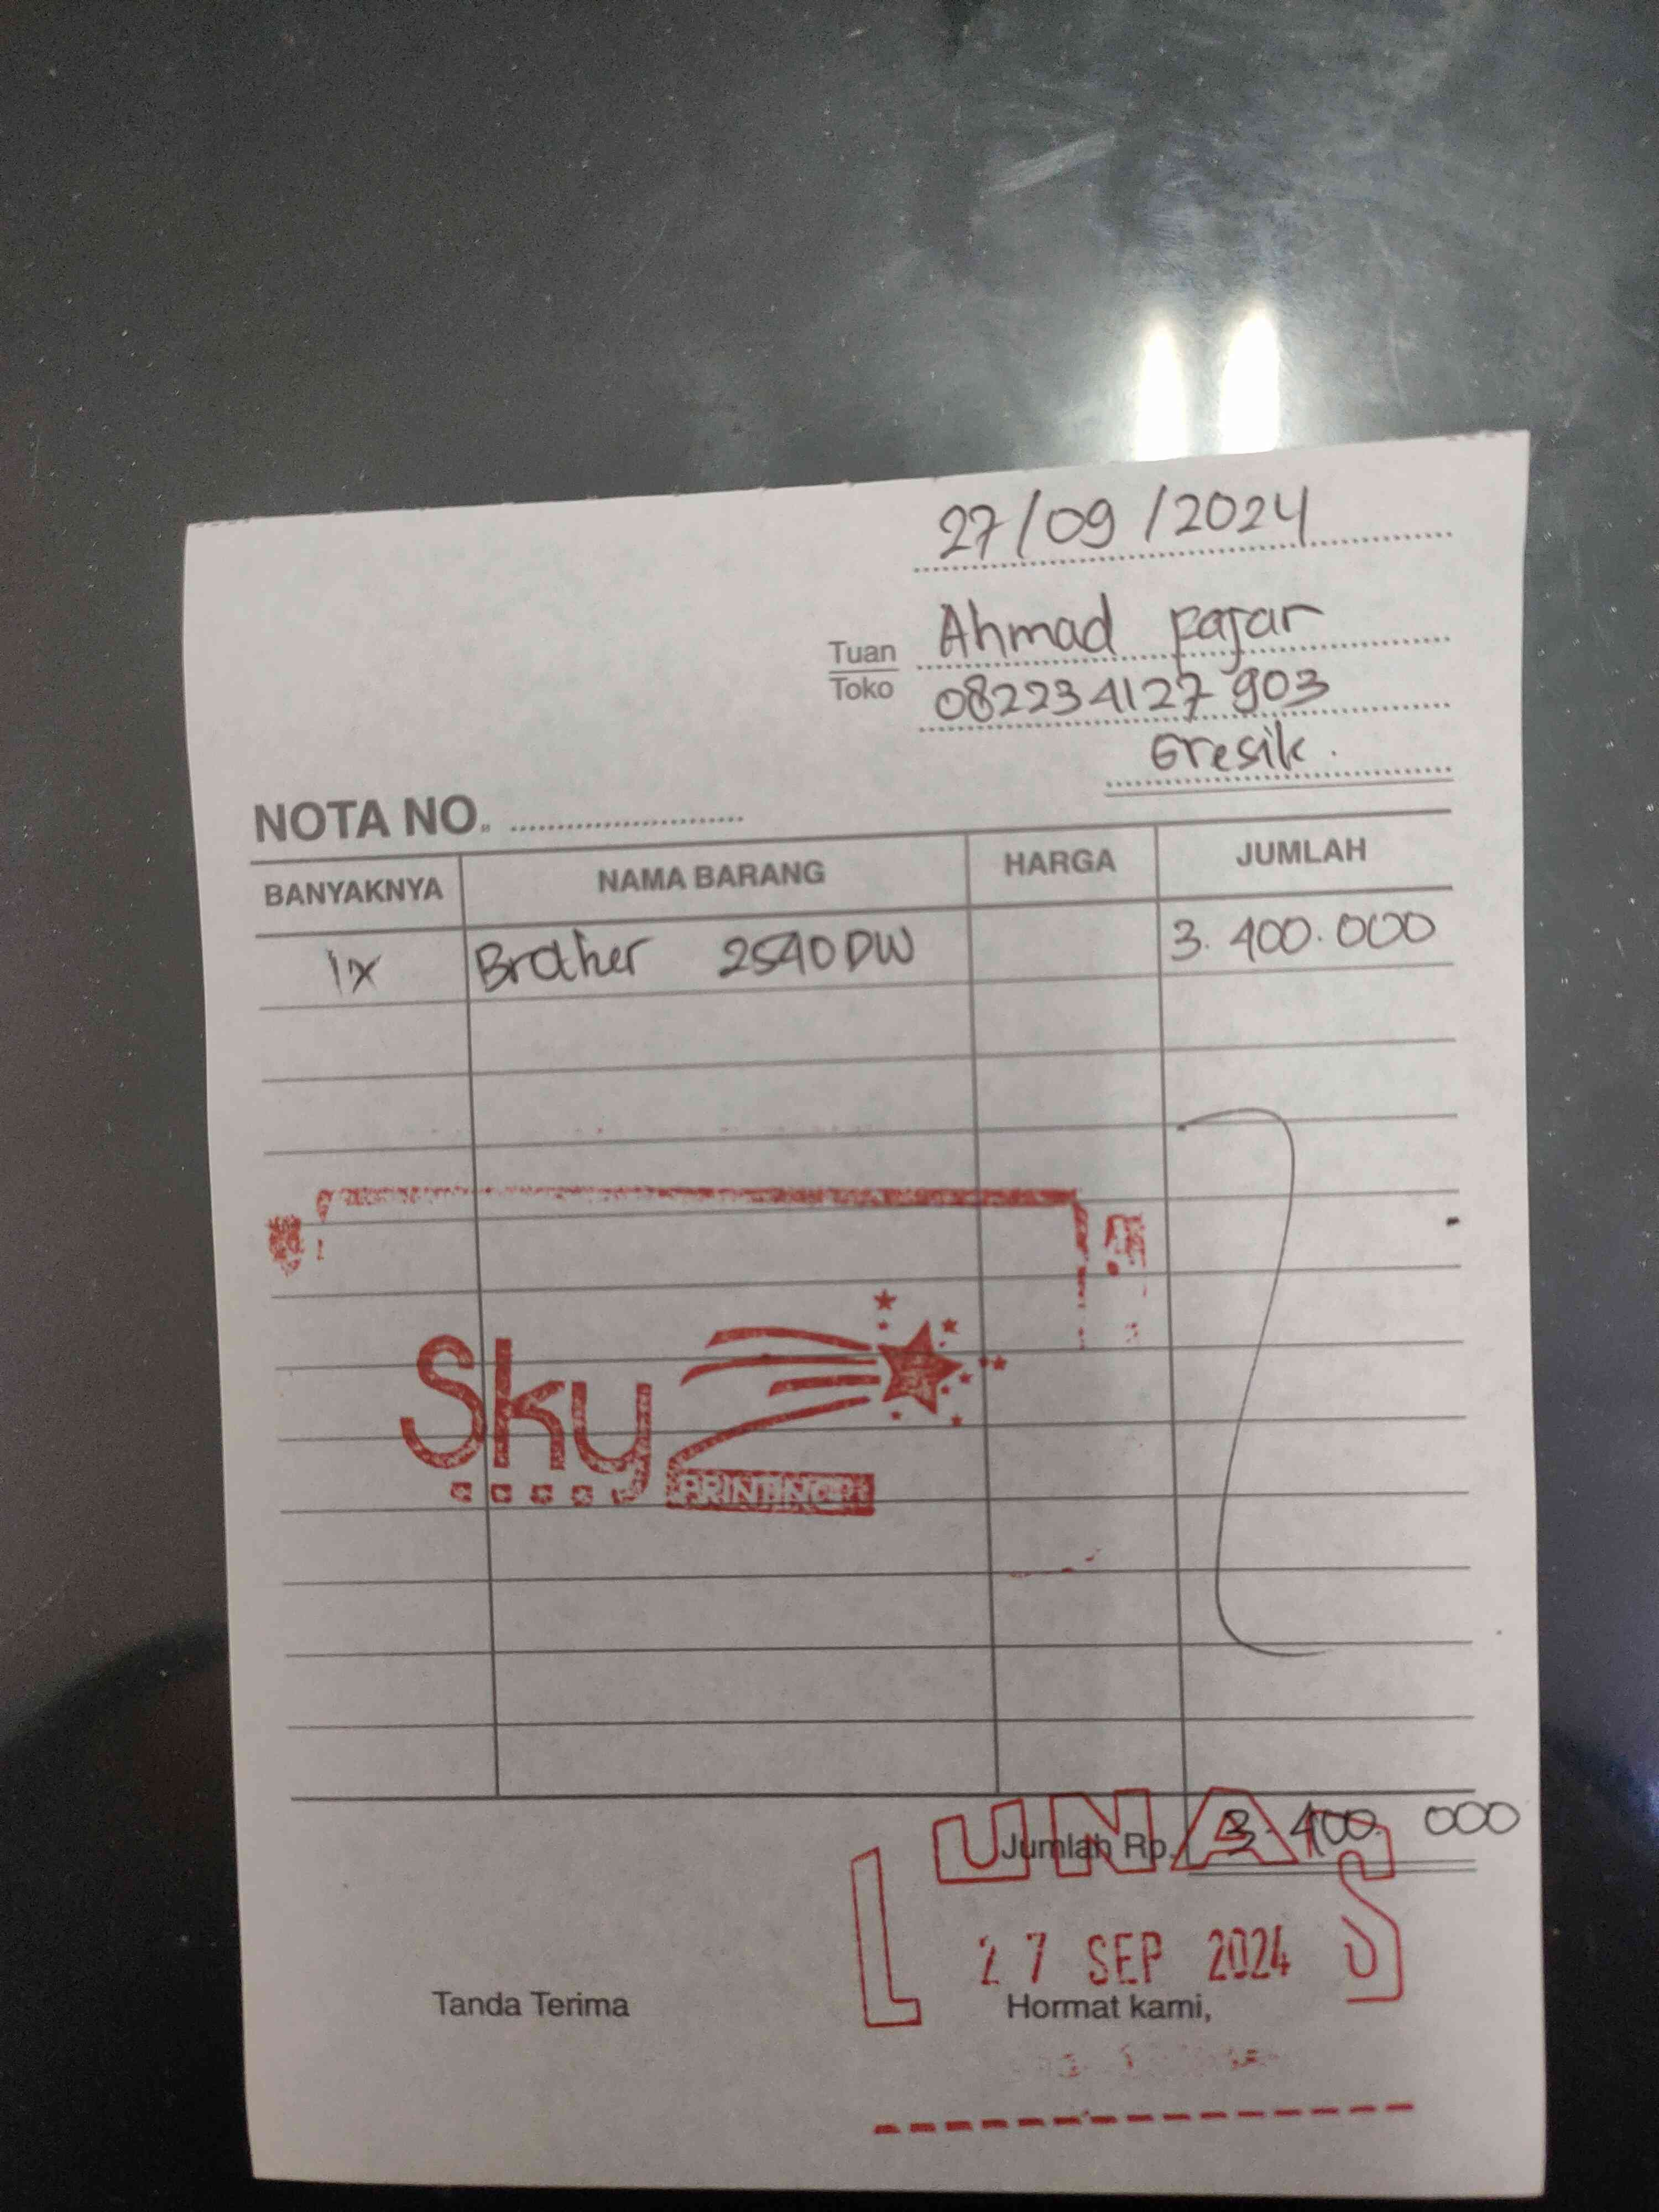 27/09/2024
Tuan Ahmad Fajar
Toko 082234127903
Gresik.
NOTA NO. ........................
BANYAKNYA NAMA BARANG HARGA JUMLAH
1x Brother 2540DW 3.400.000
Sky
PRINTING
Jumlah Rp. 3.400.000
LUNAS
27 SEP 2024
Tanda Terima Hormat kami,